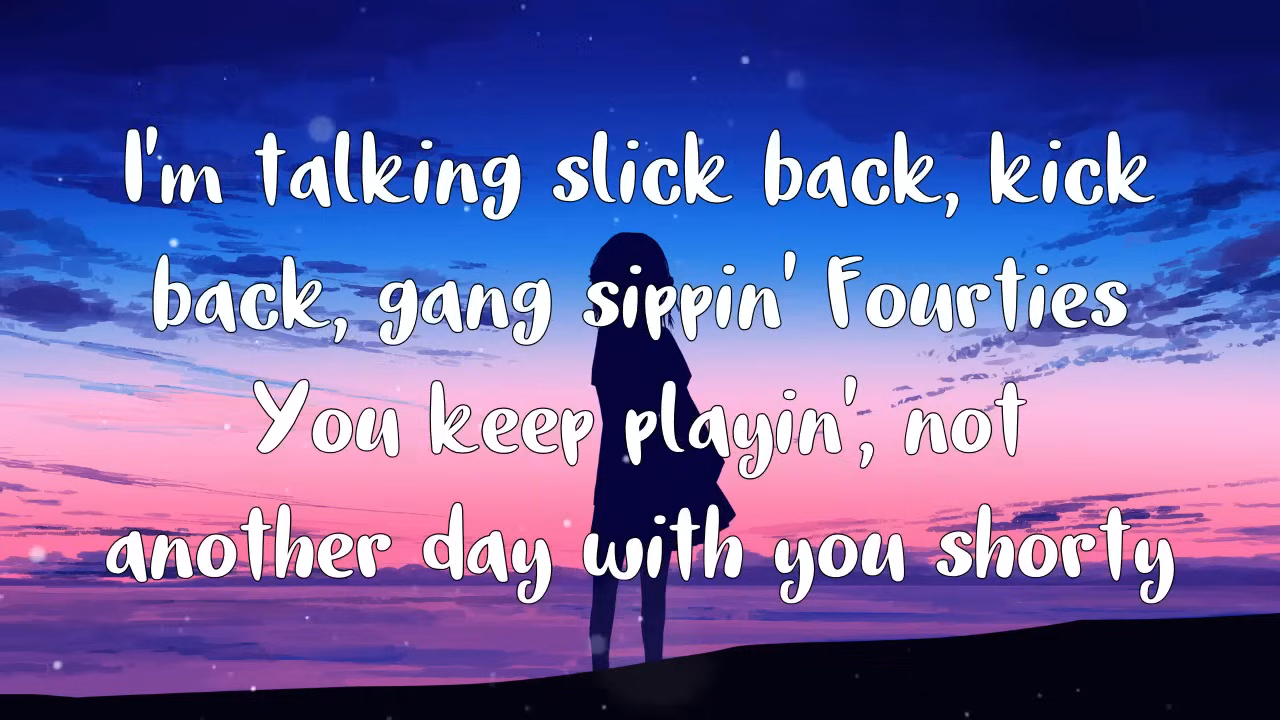 I'm talking slick back, kick
back, gang sippin' Fourties
You keep playin', not
another day with you shorty